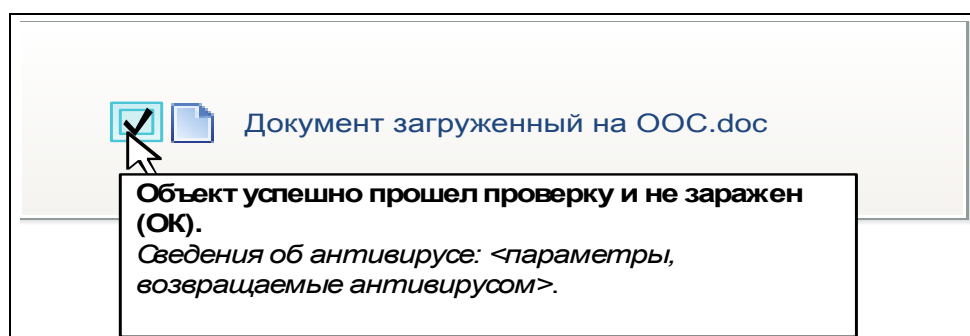 Документ загруженный на ООС.doc
Объект успешно прошел проверку и не заражен
(ОК).
Сведения об антивирусе: <параметры,
возвращаемые антивирусом>.